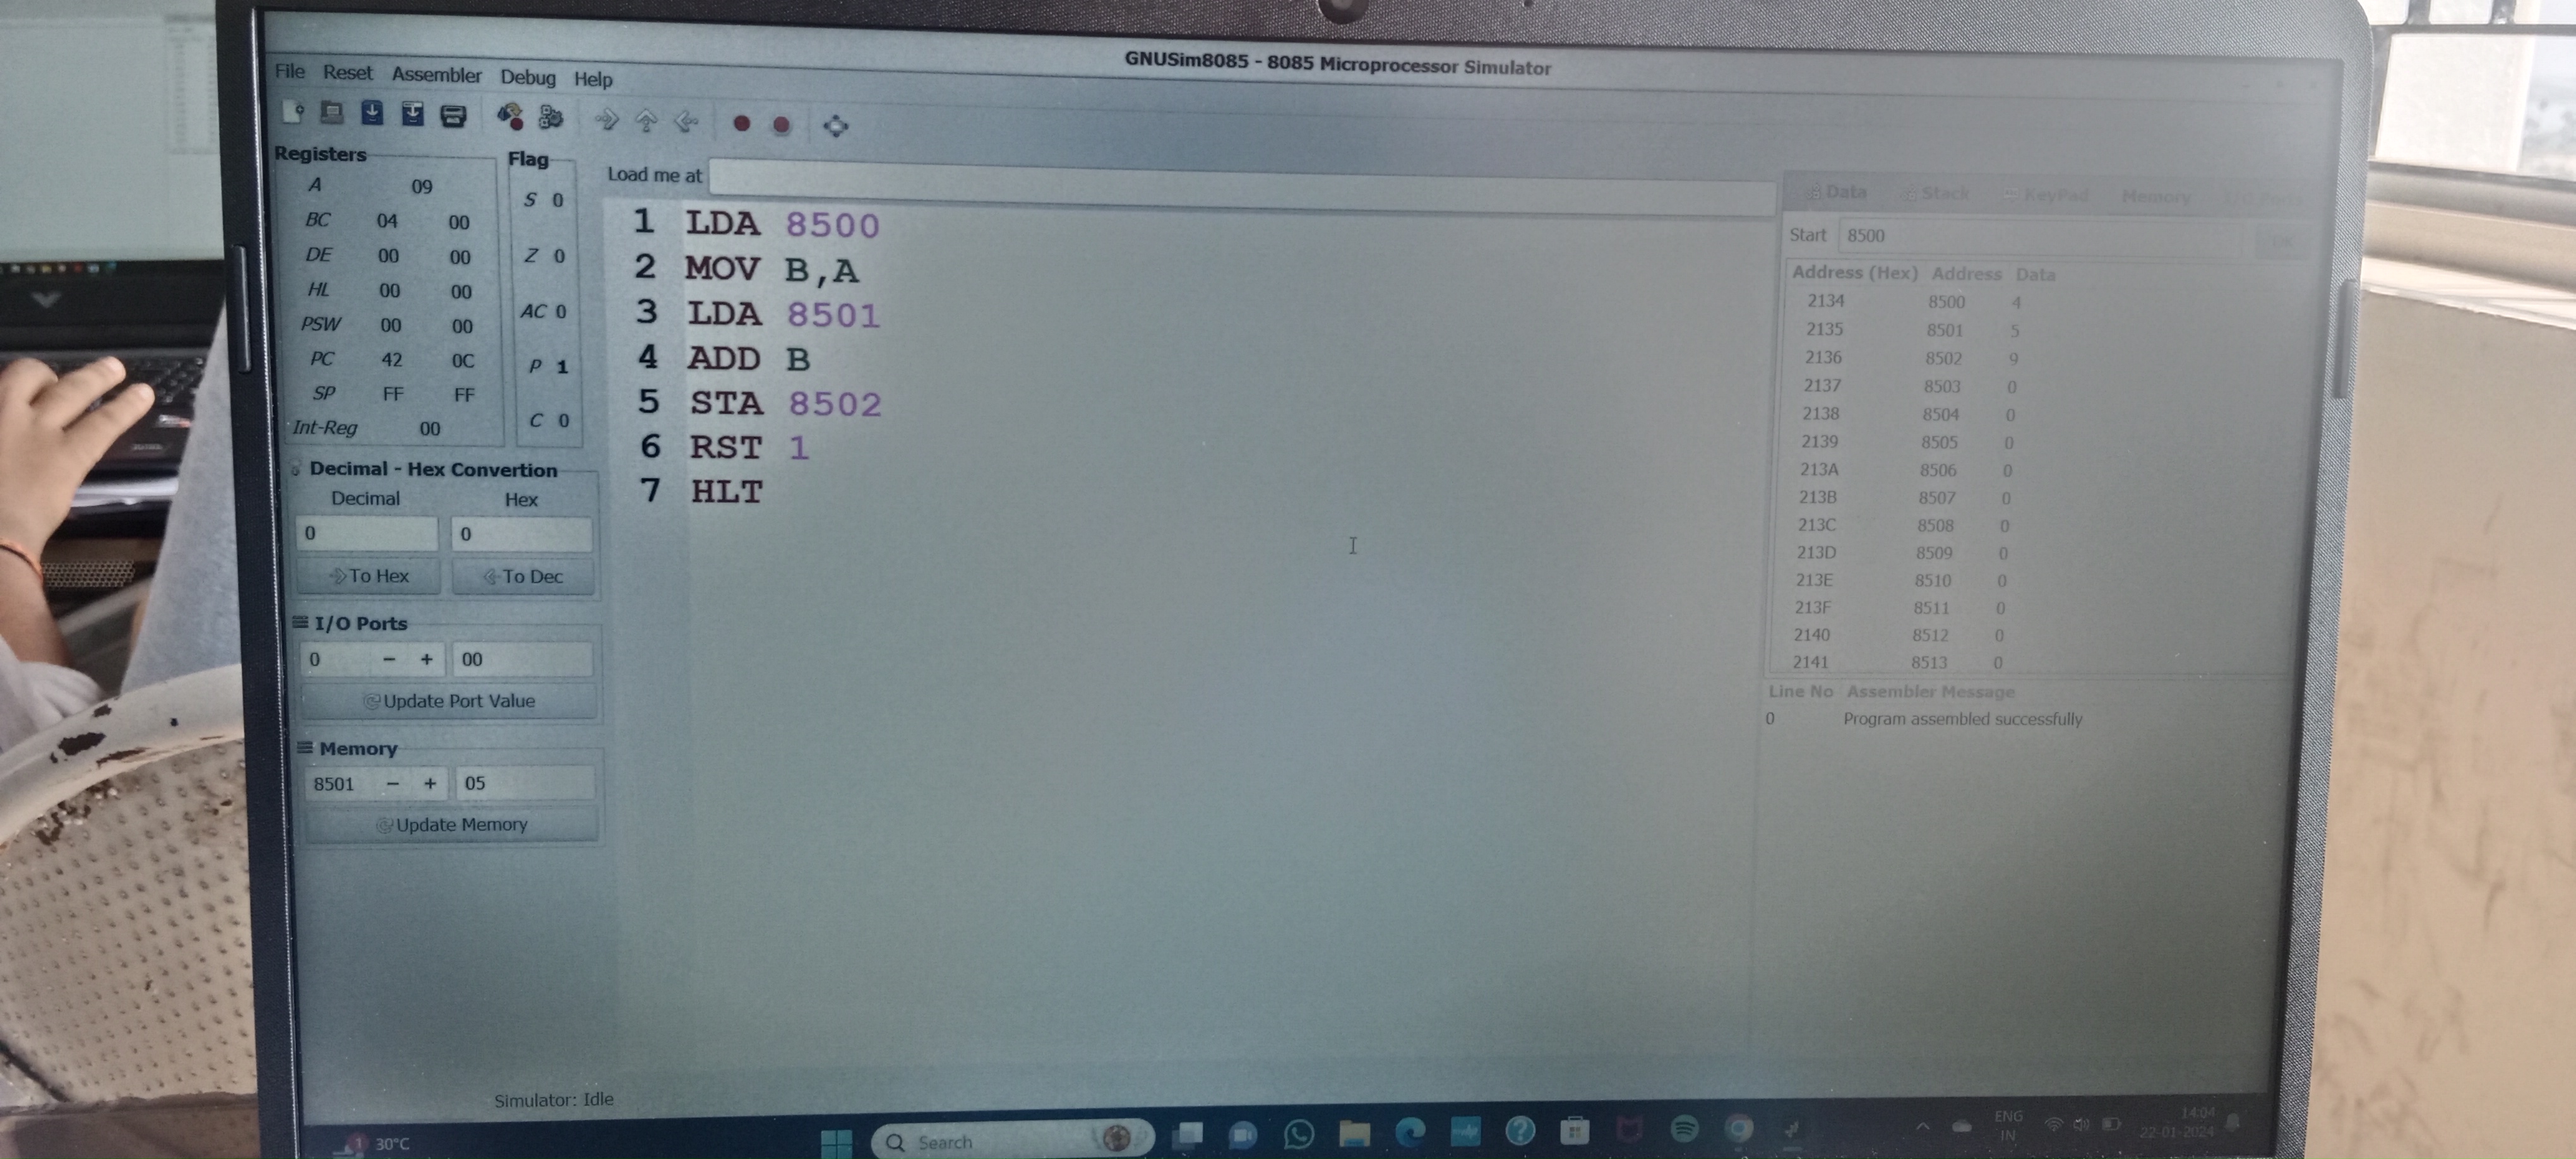 GNUSim8085 - 8085 Microprocessor Simulator
File Reset Assembler Debug Help
Registers
A 09
BC 04 00
DE 00 00
HL 00 00
PSW 00 00
PC 42 0C
SP FF FF
Int-Reg 00
Flag
S 0
Z 0
AC 0
P 1
C 0
Decimal - Hex Convertion
Decimal Hex
0 0
To Hex To Dec
I/O Ports
0 - + 00
Update Port Value
Memory
8501 - + 05
Update Memory
Load me at
1 LDA 8500
2 MOV B,A
3 LDA 8501
4 ADD B
5 STA 8502
6 RST 1
7 HLT
Data Stack KeyPad Memory I/O Ports
Start 8500
Address (Hex) Address Data
2134 8500 4
2135 8501 5
2136 8502 9
2137 8503 0
2138 8504 0
2139 8505 0
213A 8506 0
213B 8507 0
213C 8508 0
213D 8509 0
213E 8510 0
213F 8511 0
2140 8512 0
2141 8513 0
Line No Assembler Message
0 Program assembled successfully
Simulator: Idle
1 30°C
Search
ENG
IN
14:04
22-01-2024